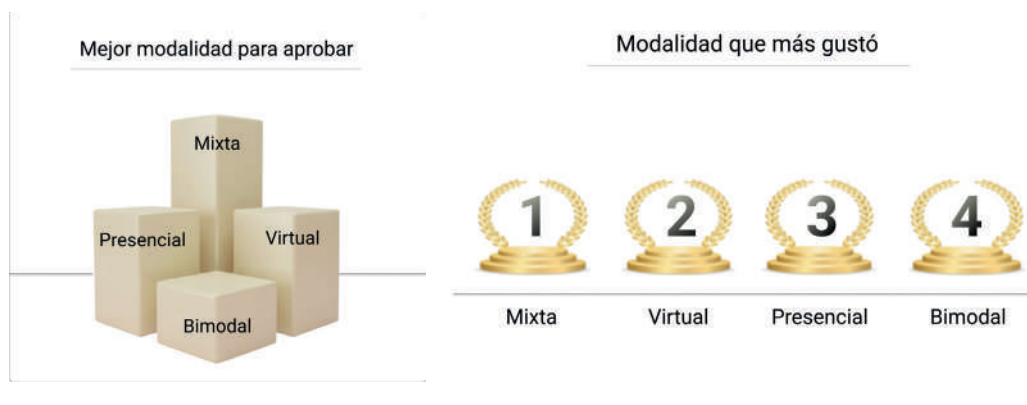 Mejor modalidad para aprobar
Mixta
Presencial
Virtual
Bimodal
Modalidad que más gustó
1
2
3
4
Mixta
Virtual
Presencial
Bimodal